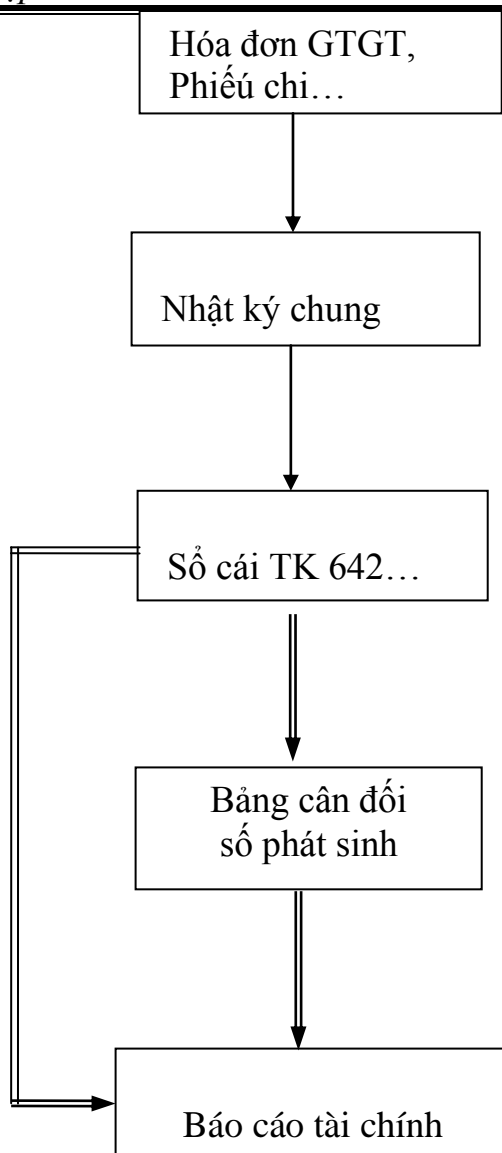 Hóa đơn GTGT,
Phiếú chi…
Nhật ký chung
Sổ cái TK 642…
Bảng cân đối
số phát sinh
Báo cáo tài chính